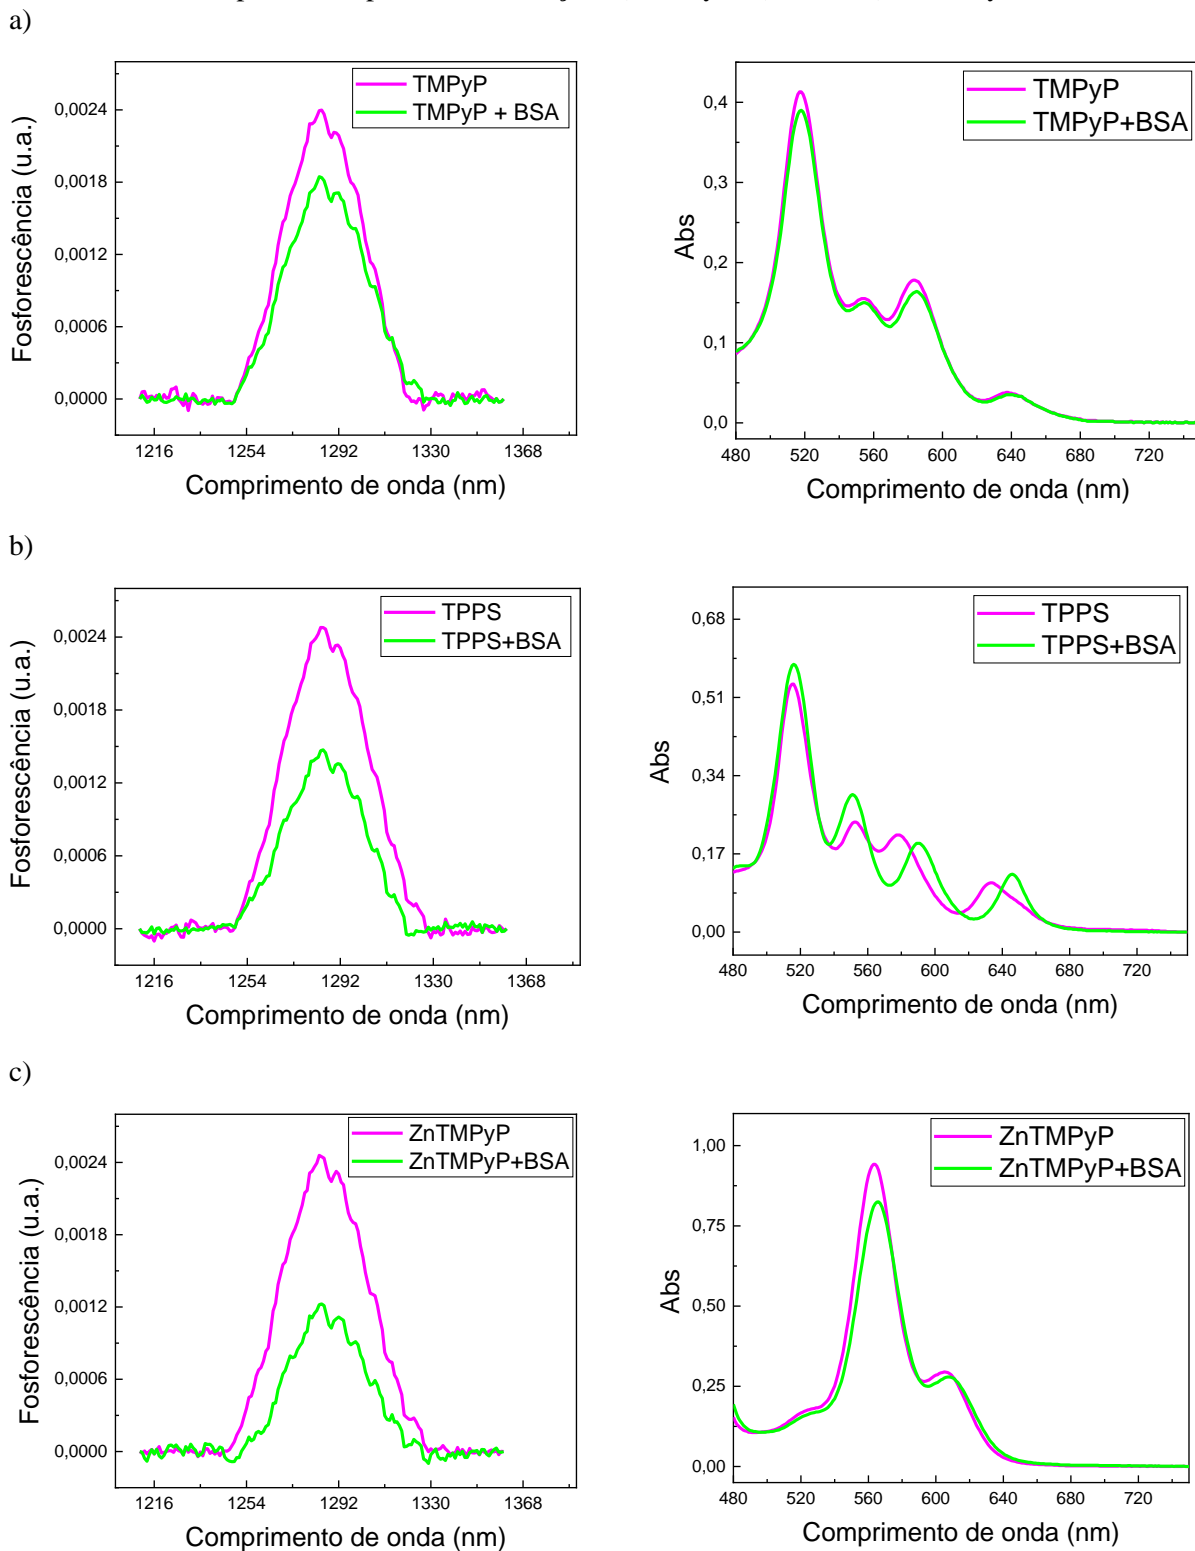 a)
TMPyP
TMPyP + BSA
Fosforescência (u.a.)
0,0024
0,0018
0,0012
0,0006
0,0000
1216 1254 1292 1330 1368
Comprimento de onda (nm)
TMPyP
TMPyP+BSA
Abs
0,4
0,3
0,2
0,1
0,0
480 520 560 600 640 680 720
Comprimento de onda (nm)
b)
TPPS
TPPS+BSA
Fosforescência (u.a.)
0,0024
0,0018
0,0012
0,0006
0,0000
1216 1254 1292 1330 1368
Comprimento de onda (nm)
TPPS
TPPS+BSA
Abs
0,68
0,51
0,34
0,17
0,00
480 520 560 600 640 680 720
Comprimento de onda (nm)
c)
ZnTMPyP
ZnTMPyP+BSA
Fosforescência (u.a.)
0,0024
0,0018
0,0012
0,0006
0,0000
1216 1254 1292 1330 1368
Comprimento de onda (nm)
ZnTMPyP
ZnTMPyP+BSA
Abs
1,00
0,75
0,50
0,25
0,00
480 520 560 600 640 680 720
Comprimento de onda (nm)